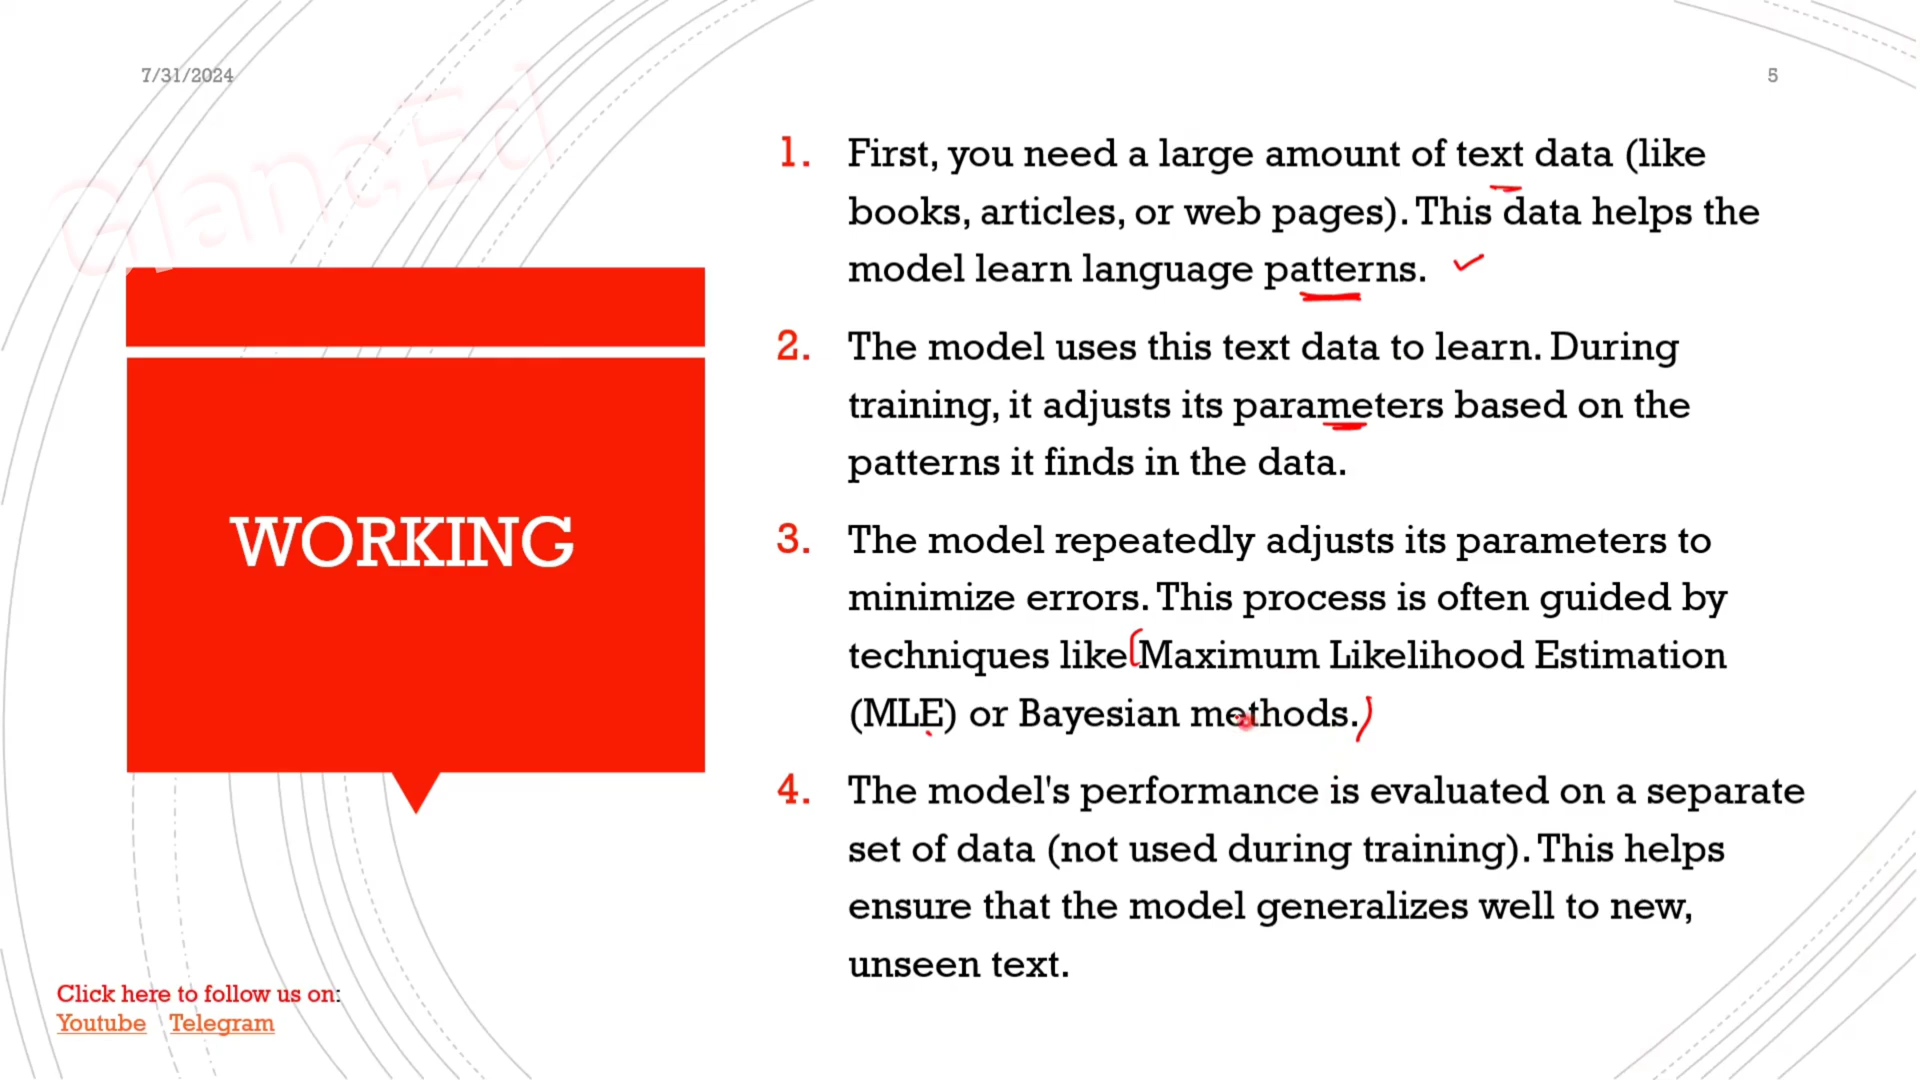 7/31/2024
5
GlancEd
WORKING
1. First, you need a large amount of text data (like
books, articles, or web pages). This data helps the
model learn language patterns.
2. The model uses this text data to learn. During
training, it adjusts its parameters based on the
patterns it finds in the data.
3. The model repeatedly adjusts its parameters to
minimize errors. This process is often guided by
techniques like Maximum Likelihood Estimation
(MLE) or Bayesian methods.
4. The model's performance is evaluated on a separate
set of data (not used during training). This helps
ensure that the model generalizes well to new,
unseen text.
Click here to follow us on:
Youtube Telegram